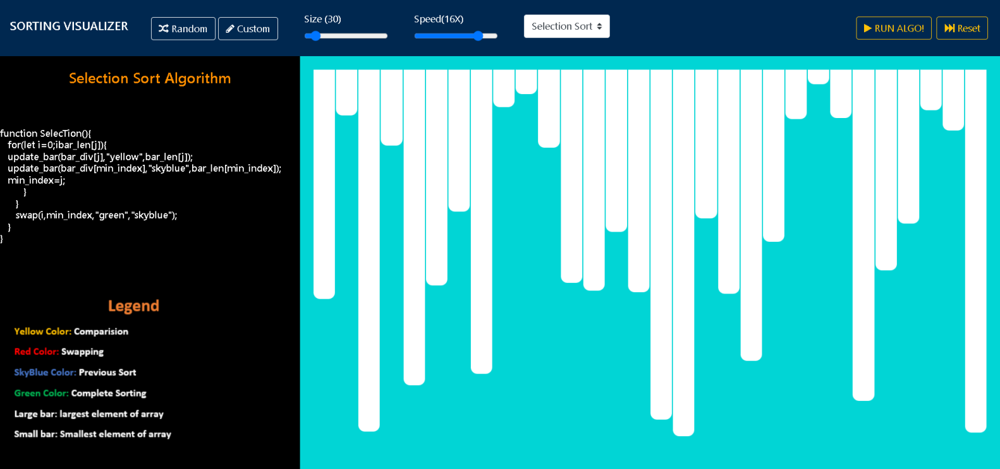 SORTING VISUALIZER
Random
Custom
Size (30)
Speed(16X)
Selection Sort
RUN ALGO!
Reset
Selection Sort Algorithm
function SelecTion(){
for(let i=0;ibar_len[j]){
update_bar(bar_div[j],"yellow",bar_len[j]);
update_bar(bar_div[min_index],"skyblue",bar_len[min_index]);
min_index=j;
}
}
swap(i,min_index,"green","skyblue");
}
}
Legend
Yellow Color: Comparision
Red Color: Swapping
SkyBlue Color: Previous Sort
Green Color: Complete Sorting
Large bar: largest element of array
Small bar: Smallest element of array